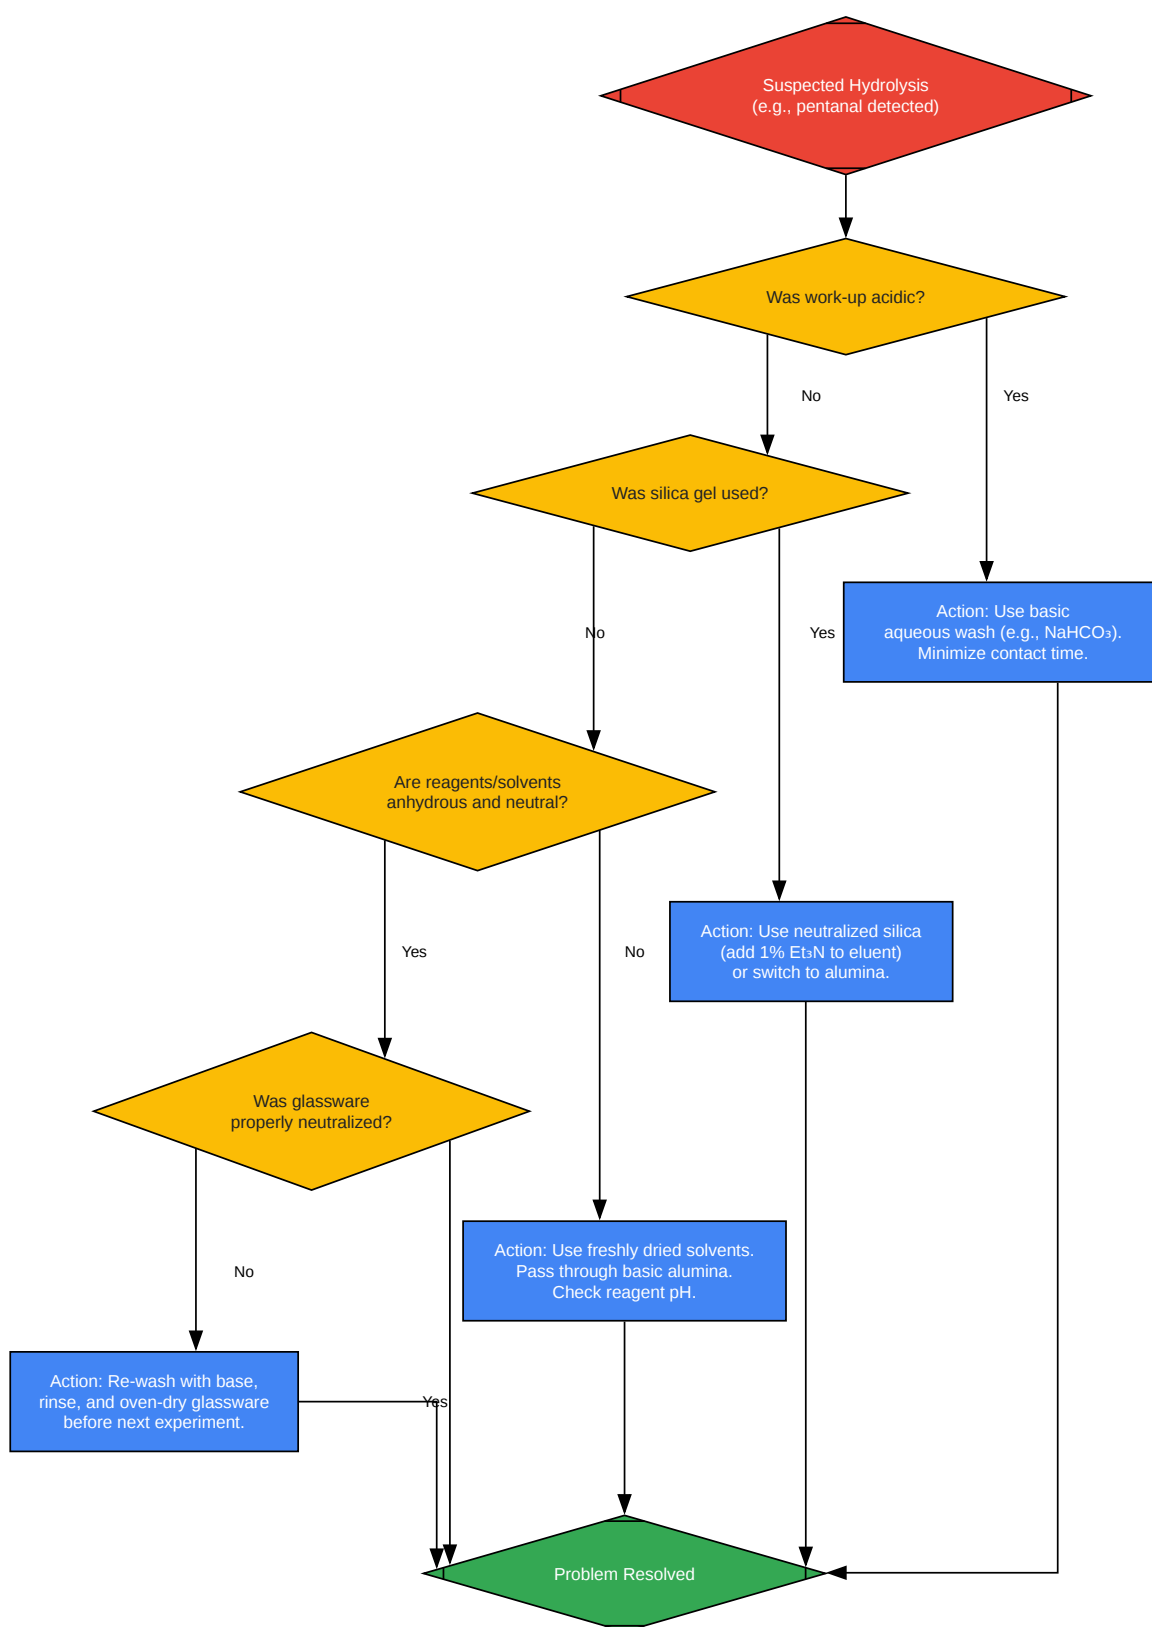 Suspected Hydrolysis
(e.g., pentanal detected)
Was work-up acidic?
No
Yes
Was silica gel used?
Action: Use basic
aqueous wash (e.g., NaHCO₃).
Minimize contact time.
No
Yes
Are reagents/solvents
anhydrous and neutral?
Action: Use neutralized silica
(add 1% Et₃N to eluent)
or switch to alumina.
Yes
No
Was glassware
properly neutralized?
Action: Use freshly dried solvents.
Pass through basic alumina.
Check reagent pH.
No
Action: Re-wash with base,
rinse, and oven-dry glassware
before next experiment.
Yes
Problem Resolved